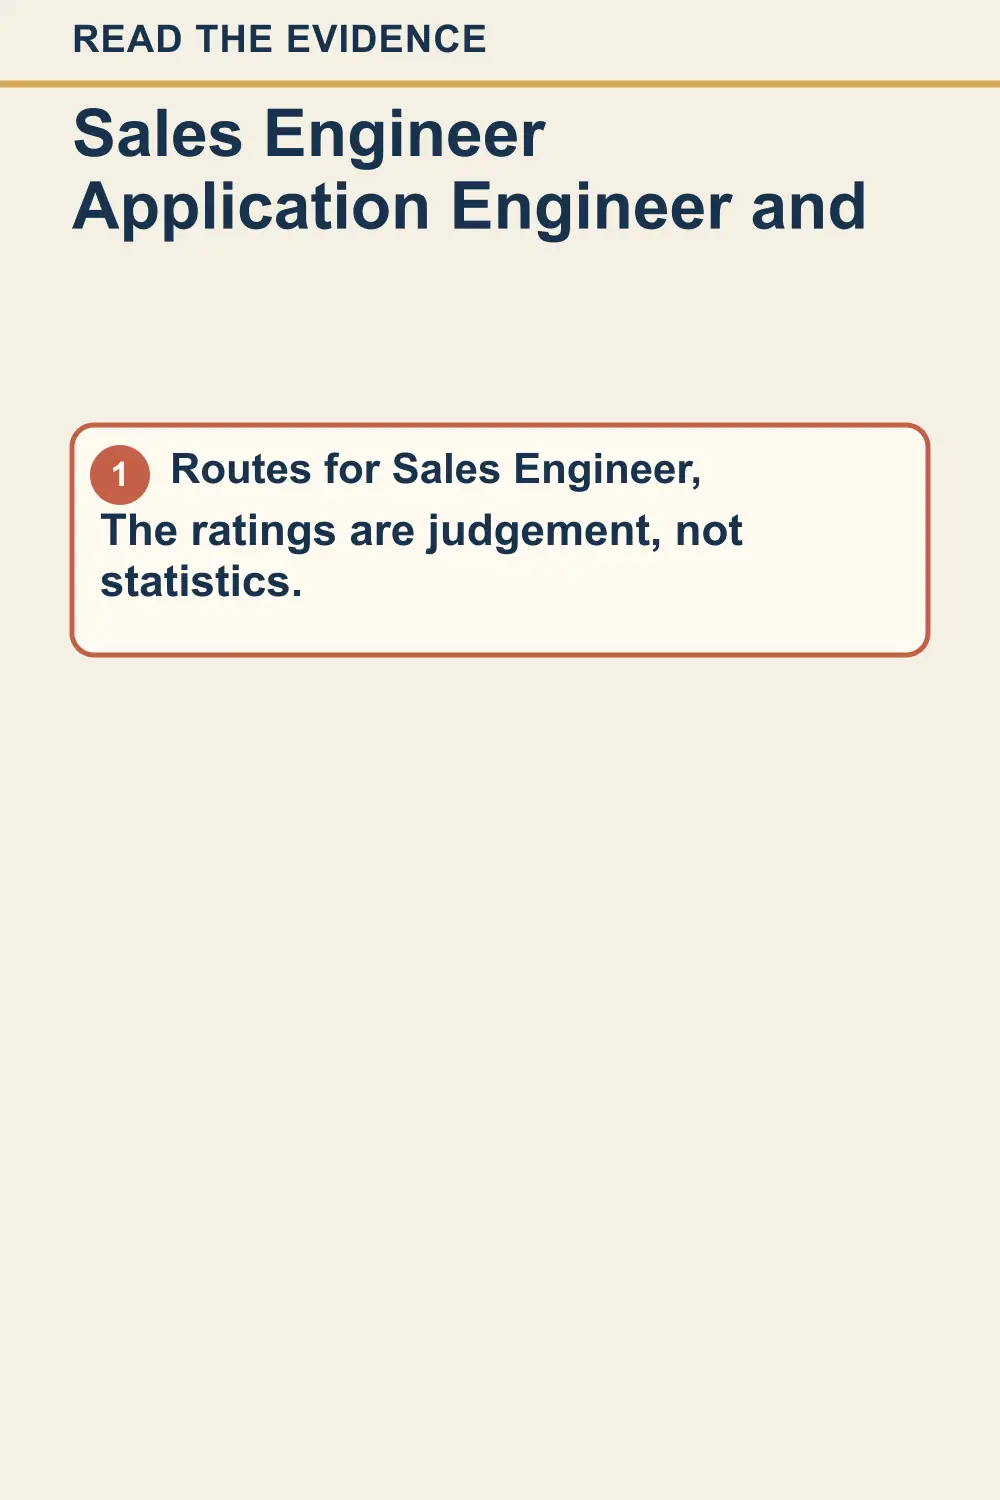 READ THE EVIDENCE
Sales Engineer
Application Engineer and
1 Routes for Sales Engineer,
The ratings are judgement, not
statistics.